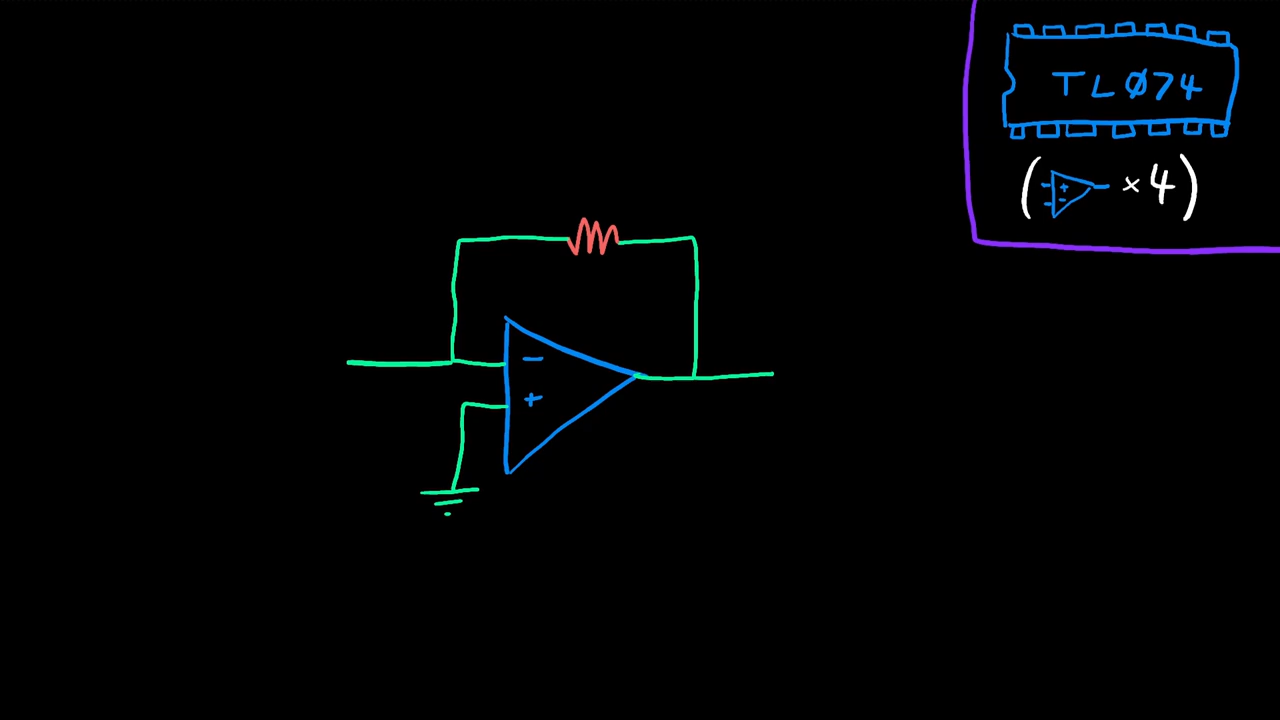 TLØ74
(+ - ×4)
-
+